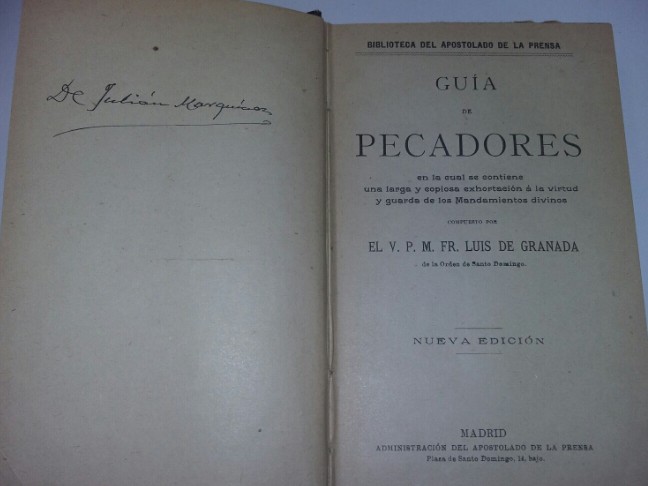 De Julián Marquínez
BIBLIOTECA DEL APOSTOLADO DE LA PRENSA
GUÍA
DE
PECADORES
en la cual se contiene
una larga y copiosa exhortación á la virtud
y guarda de los Mandamientos divinos
COMPUESTO POR
EL V. P. M. FR. LUIS DE GRANADA
de la Orden de Santo Domingo.
NUEVA EDICIÓN
MADRID
ADMINISTRACIÓN DEL APOSTOLADO DE LA PRENSA
Plaza de Santo Domingo, 14, bajo.